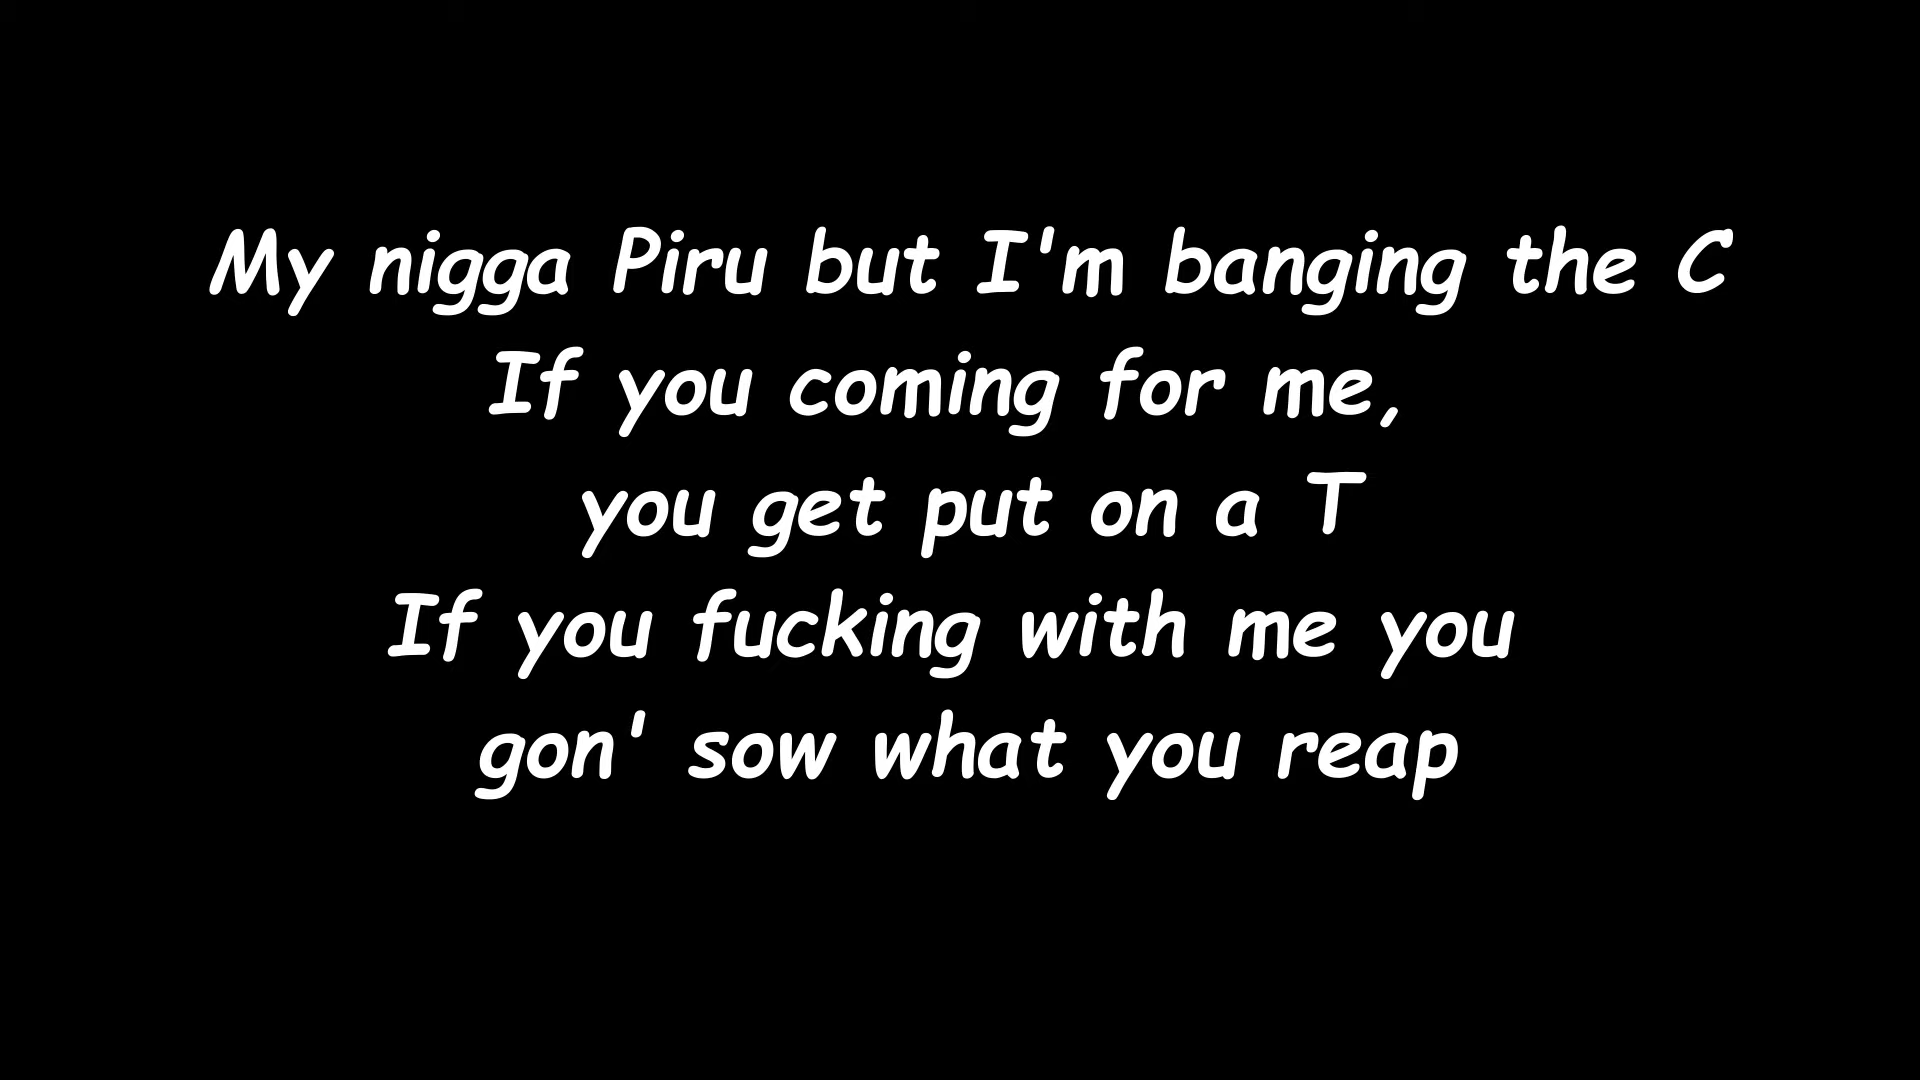 My nigga Piru but I'm banging the C
If you coming for me,
you get put on a T
If you fucking with me you
gon' sow what you reap